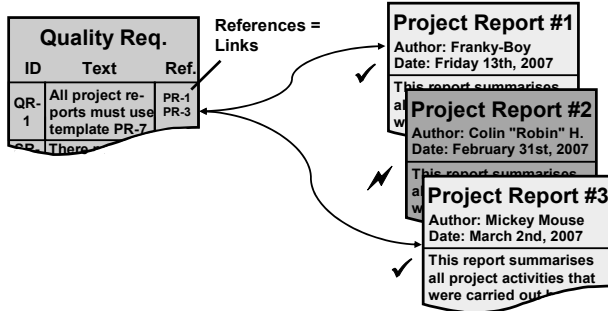 Quality Req.
ID Text Ref.
QR-
1
All project re-
ports must use
template PR-7
PR-1
PR-3
There
References =
Links
Project Report #1
Author: Franky-Boy
Date: Friday 13th, 2007
This report summarises
Project Report #2
Author: Colin "Robin" H.
Date: February 31st, 2007
This report summarises
Project Report #3
Author: Mickey Mouse
Date: March 2nd, 2007
This report summarises
all project activities that
were carried out